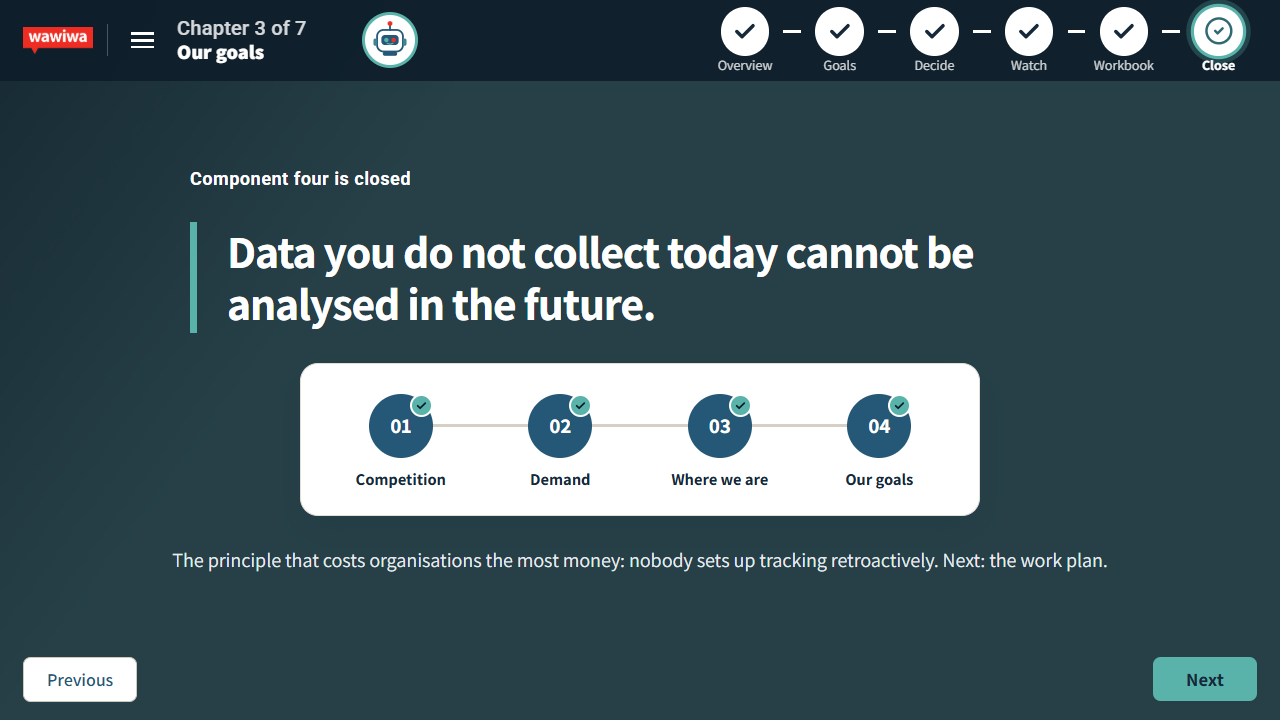 wawiwa
Chapter 3 of 7
Our goals
Overview
Goals
Decide
Watch
Workbook
Close
Component four is closed
Data you do not collect today cannot be
analysed in the future.
01
02
03
04
Competition
Demand
Where we are
Our goals
The principle that costs organisations the most money: nobody sets up tracking retroactively. Next: the work plan.
Previous
Next